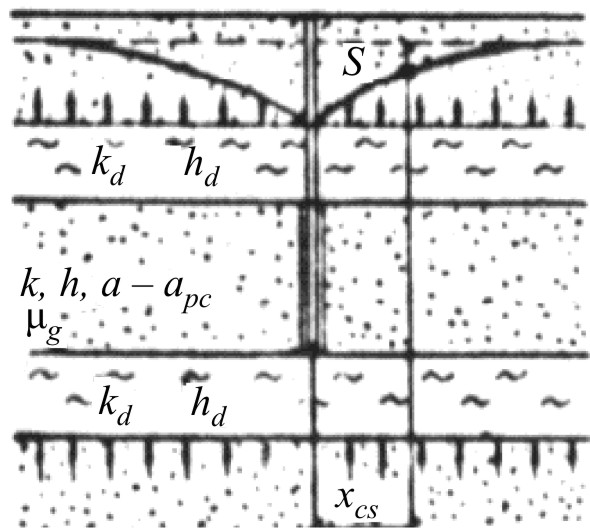 S̅
k_d h_d
k, h, a – a_pc
μ_g
k_d h_d
x_cs